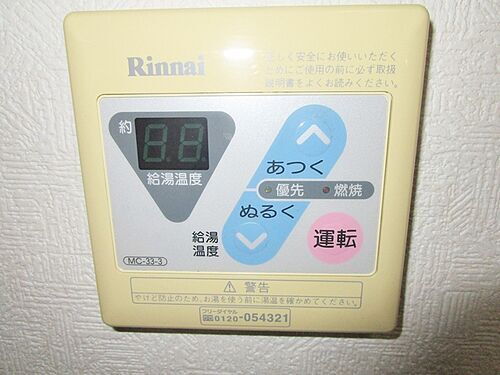 Rinnai
正しく安全にお使いいただく
ためにご使用の前に必ず取扱
説明書をよくお読みください。
約
88
給湯温度
あつく
優先
燃焼
ぬるく
給湯
温度
運転
MC-33-3
⚠ 警告
やけど防止のため、お湯を使う前に湯温を確かめてください。
フリーダイヤル
0120-054321